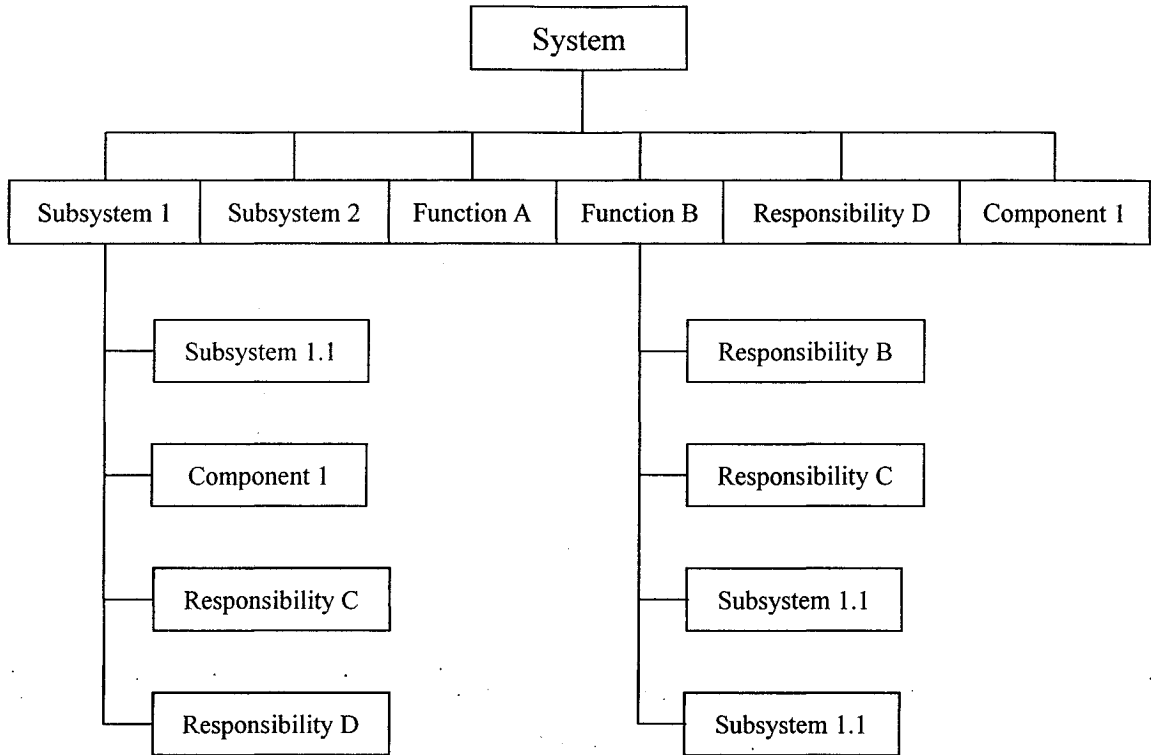 System
Subsystem 1
Subsystem 2
Function A
Function B
Responsibility D
Component 1
Subsystem 1.1
Component 1
Responsibility C
Responsibility D
Responsibility B
Responsibility C
Subsystem 1.1
Subsystem 1.1